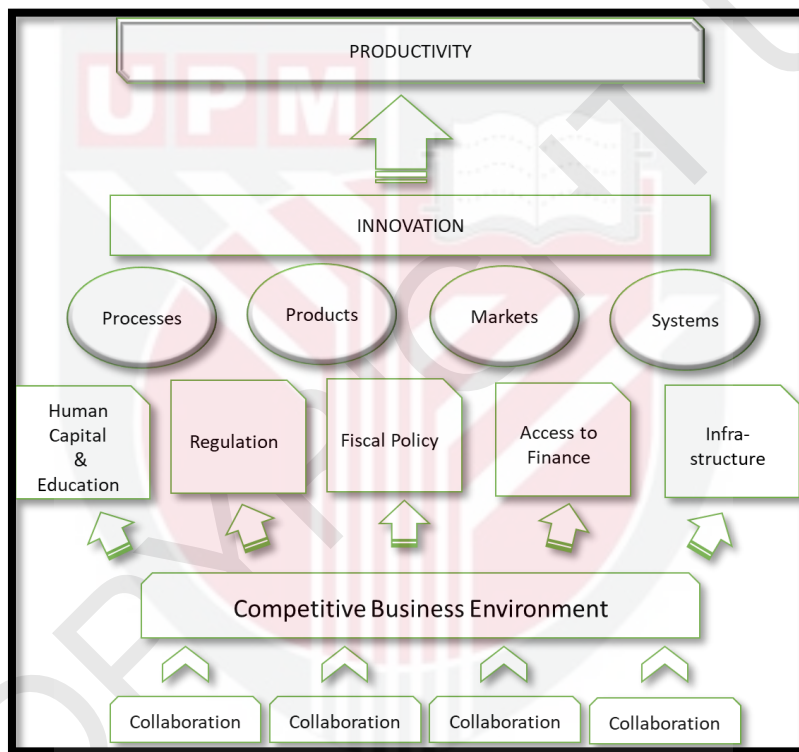 PRODUCTIVITY
UPM
INNOVATION
Processes
Products
Markets
Systems
Human
Capital
&
Education
Regulation
Fiscal Policy
Access to
Finance
Infra-
structure
Competitive Business Environment
Collaboration
Collaboration
Collaboration
Collaboration